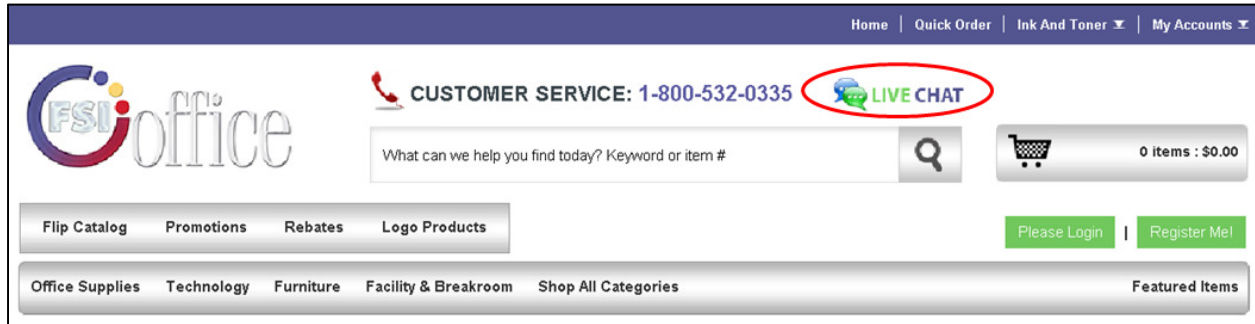 Home | Quick Order | Ink And Toner | My Accounts
FSI office
CUSTOMER SERVICE: 1-800-532-0335
LIVE CHAT
What can we help you find today? Keyword or item #
0 items : $0.00
Flip Catalog Promotions Rebates Logo Products
Please Login | Register Me!
Office Supplies Technology Furniture Facility & Breakroom Shop All Categories Featured Items